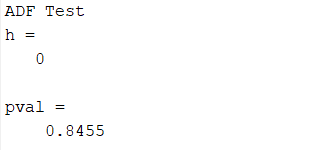 ADF Test
h =
0
pval =
0.8455